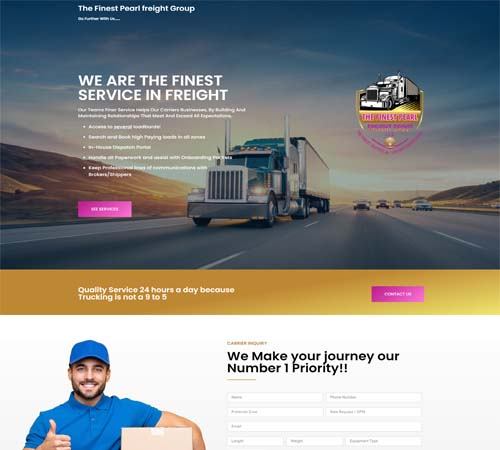 The Finest Pearl freight Group
Go Further With Us.....
WE ARE THE FINEST
SERVICE IN FREIGHT
Our Teams Finer Service Helps Our Carriers Businesses, By Building And
Maintaining Relationships That Meet And Exceed All Expectations.
Access to several loadboards!
Search and Book high Paying loads in all zones
In-House Dispatch Portal
Handle all Paperwork and assist with Onboarding Packets
Keep Professional lines of communications with
Brokers/Shippers
THE FINEST PEARL
FREIGHT GROUP
SEE SERVICES
Quality Service 24 hours a day because
Trucking is not a 9 to 5
CONTACT US
CARRIER INQUIRY
We Make your journey our
Number 1 Priority!!
Name
Phone Number
Preferred Zone
Rate Request / DPM
Email
Length
Height
Equipment Type